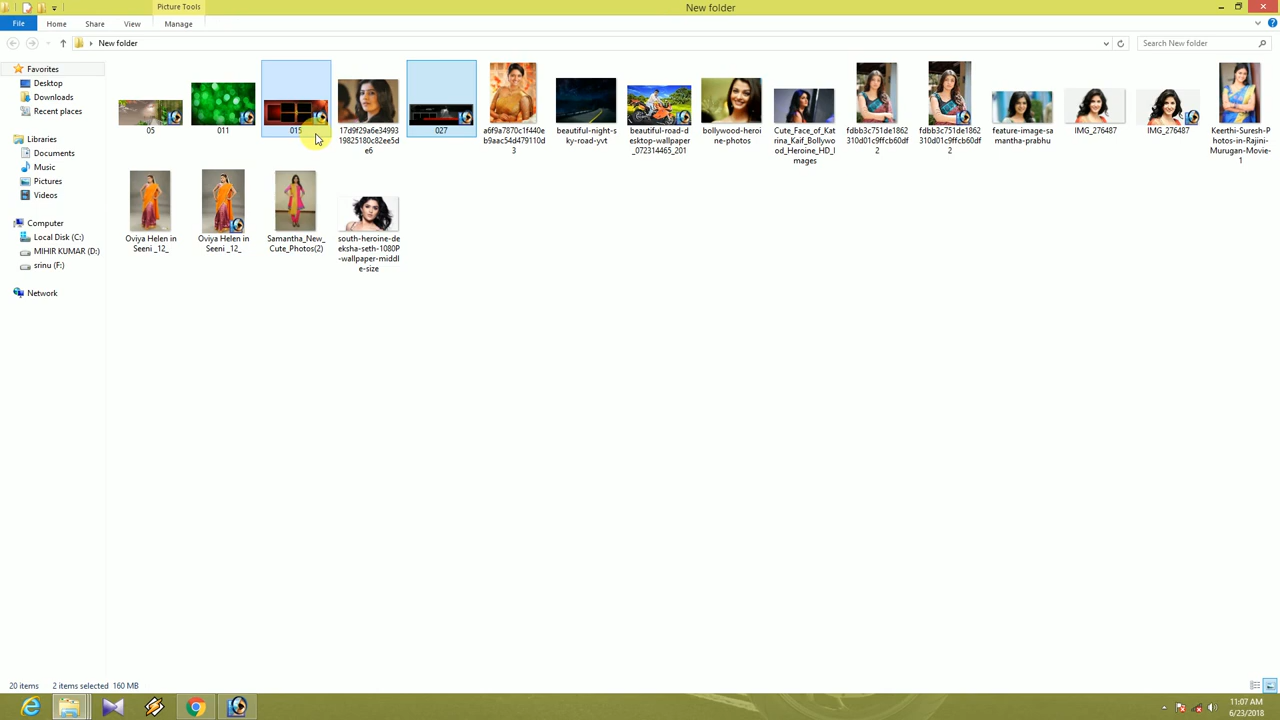 Picture Tools
New folder
File
Home
Share
View
Manage
New folder
Search New folder
Favorites
Desktop
Downloads
Recent places
Libraries
Documents
Music
Pictures
Videos
Computer
Local Disk (C:)
MIHIR KUMAR (D:)
srinu (F:)
Network
05
011
015
17d9f29a6e34993
19825180c82ee5d
e6
027
a6f9a7870c1f440e
b9aac54d479110d
3
beautiful-night-s
ky-road-yvt
beautiful-road-d
esktop-wallpaper
_072314465_201
bollywood-heroi
ne-photos
Cute_Face_of_Kat
rina_Kaif_Bollywo
od_Heroine_HD_I
mages
fdbb3c751de1862
310d01c9ffcb60df
2
fdbb3c751de1862
310d01c9ffcb60df
2
feature-image-sa
mantha-prabhu
IMG_276487
IMG_276487
Keerthi-Suresh-P
hotos-in-Rajini-
Murugan-Movie-
1
Oviya Helen in
Seeni _12_
Oviya Helen in
Seeni _12_
Samantha_New_
Cute_Photos(2)
south-heroine-de
eksha-seth-1080P
-wallpaper-middl
e-size
20 items
2 items selected 160 MB
11:07 AM
6/23/2018